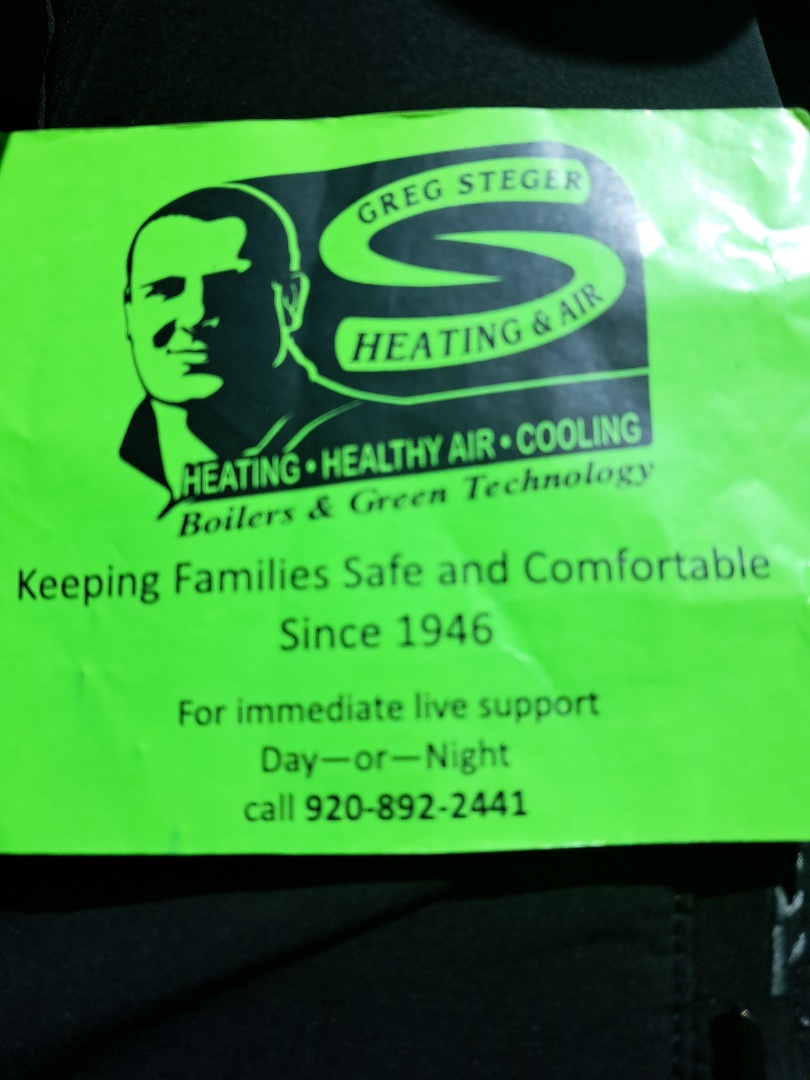 GREG STEGER
HEATING & AIR
HEATING • HEALTHY AIR • COOLING
Boilers & Green Technology
Keeping Families Safe and Comfortable
Since 1946
For immediate live support
Day—or—Night
call 920-892-2441